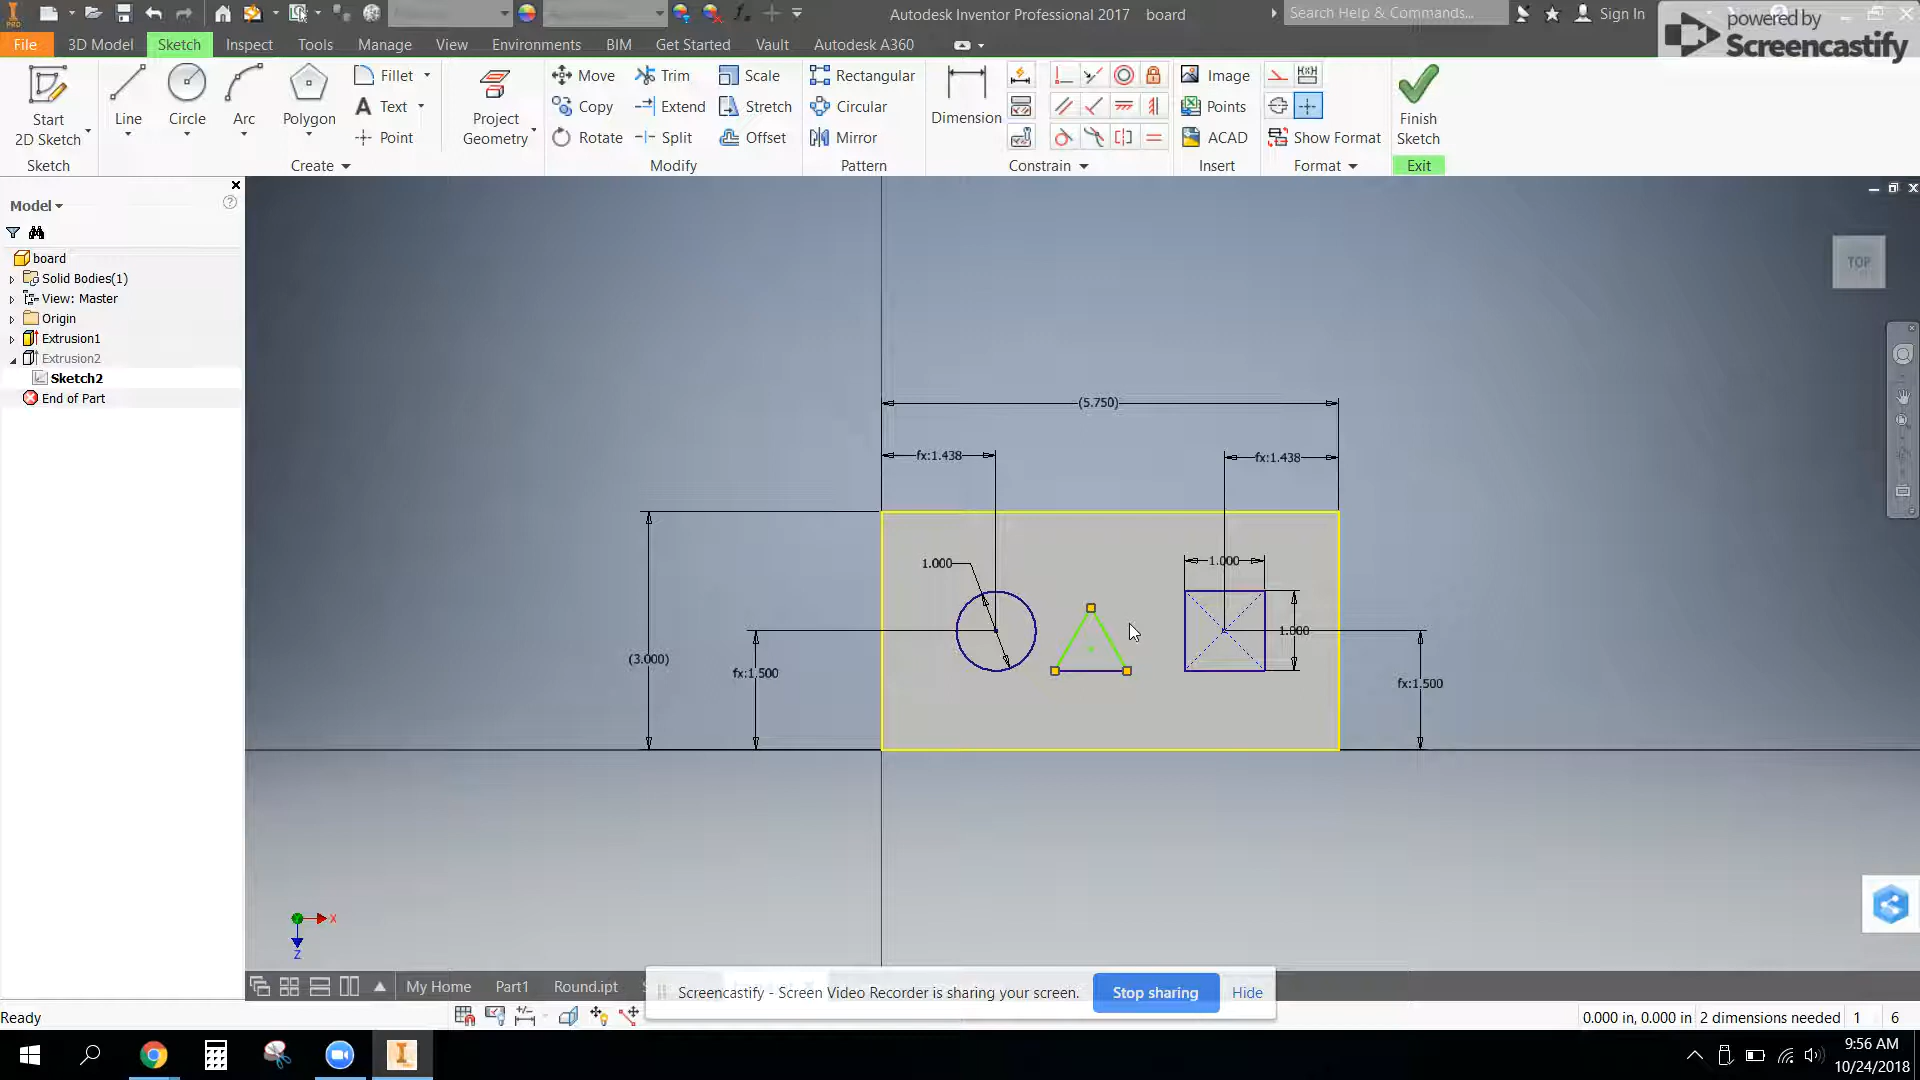 PRO
Autodesk Inventor Professional 2017 board
Search Help & Commands...
Sign In
powered by
Screencastify
File 3D Model Sketch Inspect Tools Manage View Environments BIM Get Started Vault Autodesk A360
Start
2D Sketch
Line
Circle
Arc
Polygon
Fillet
Text
Point
Project
Geometry
Move
Copy
Rotate
Trim
Extend
Split
Scale
Stretch
Offset
Rectangular
Circular
Mirror
Dimension
Image
Points
ACAD
Show Format
Finish
Sketch
Sketch Create Modify Pattern Constrain Insert Format Exit
Model
board
Solid Bodies(1)
View: Master
Origin
Extrusion1
Extrusion2
Sketch2
End of Part
TOP
(5.750)
fx:1.438
fx:1.438
1.000
1.000
1.000
(3.000)
fx:1.500
fx:1.500
X
Z
My Home Part1 Round.ipt
Screencastify - Screen Video Recorder is sharing your screen. Stop sharing Hide
Ready
0.000 in, 0.000 in 2 dimensions needed 1 6
9:56 AM
10/24/2018